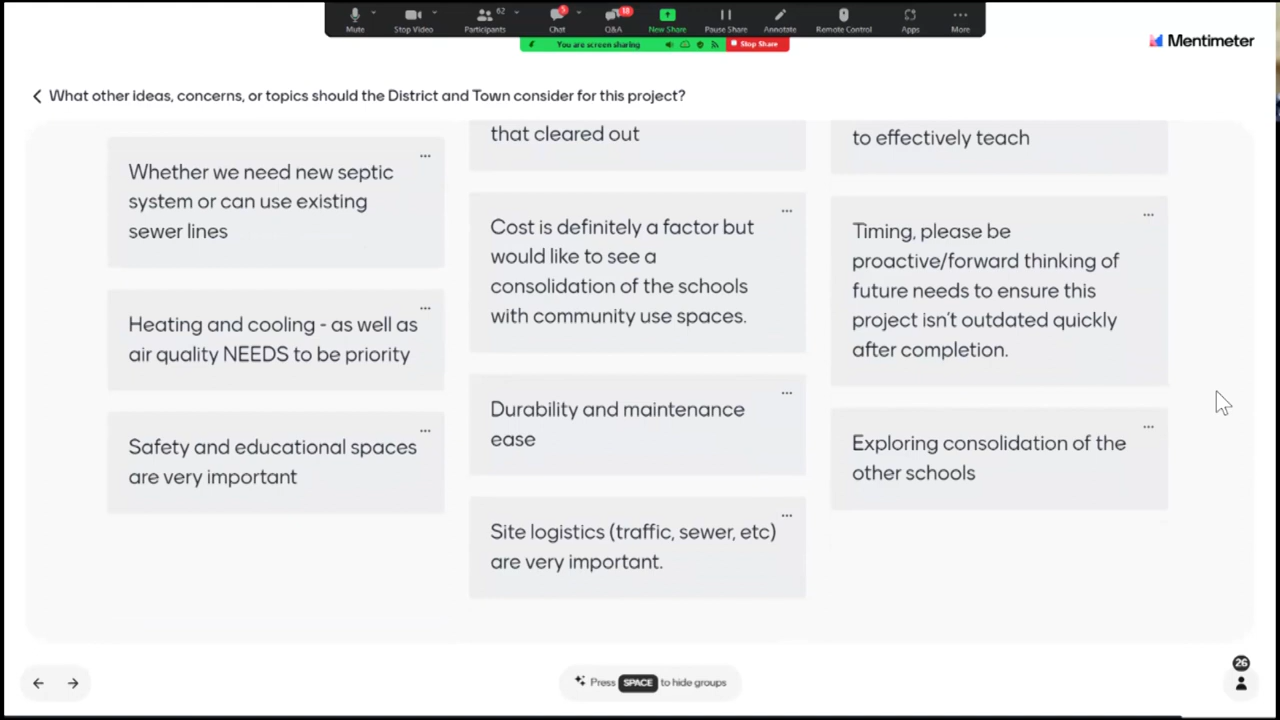 Mute
Stop Video
62
Participants
5
Chat
18
Q&A
New Share
Pause Share
Annotate
Remote Control
Apps
More
You are screen sharing
Stop Share
Mentimeter
What other ideas, concerns, or topics should the District and Town consider for this project?
Whether we need new septic
system or can use existing
sewer lines
Heating and cooling - as well as
air quality NEEDS to be priority
Safety and educational spaces
are very important
that cleared out
Cost is definitely a factor but
would like to see a
consolidation of the schools
with community use spaces.
Durability and maintenance
ease
Site logistics (traffic, sewer, etc)
are very important.
to effectively teach
Timing, please be
proactive/forward thinking of
future needs to ensure this
project isn't outdated quickly
after completion.
Exploring consolidation of the
other schools
Press SPACE to hide groups
26